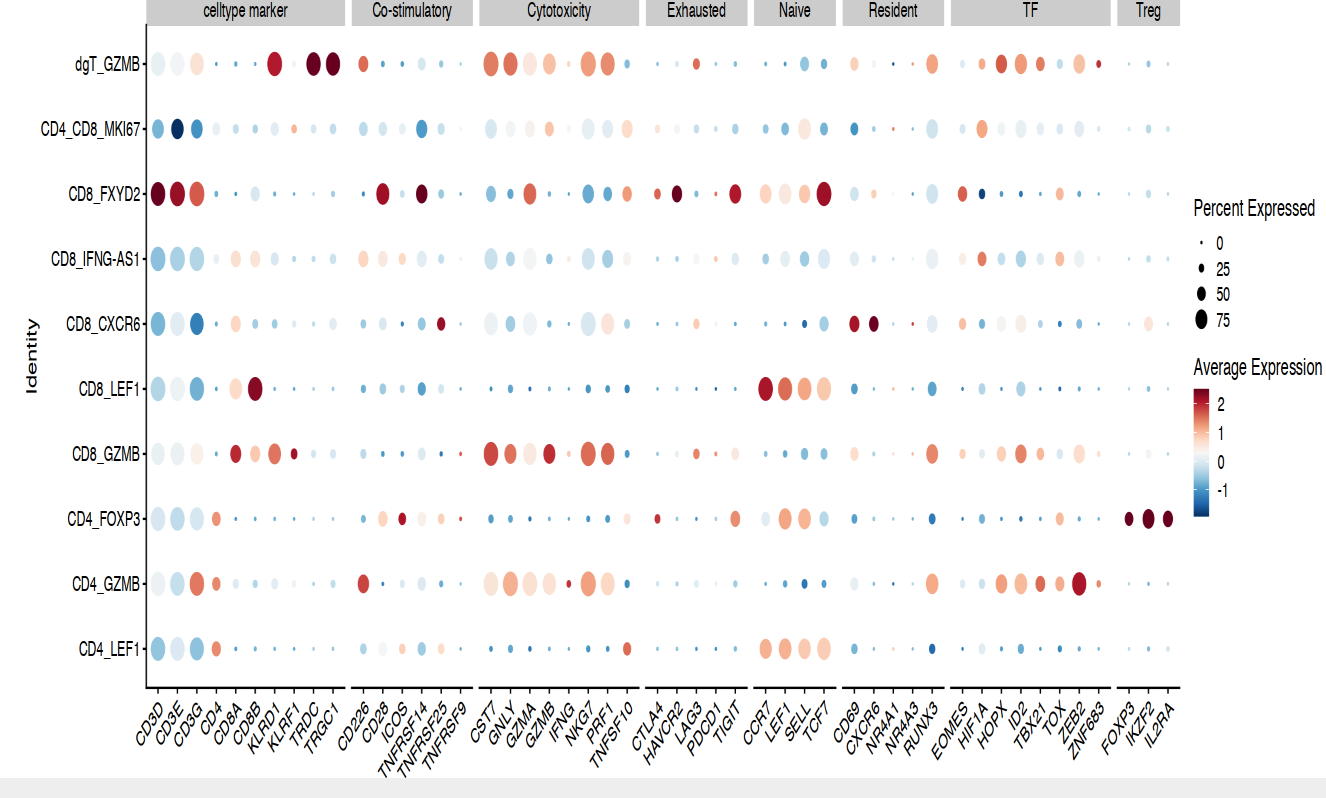 celltype marker Co-stimulatory Cytotoxicity Exhausted Naive Resident TF Treg
dgT_GZMB
CD4_CD8_MKI67
CD8_FXYD2
CD8_IFNG-AS1
CD8_CXCR6
CD8_LEF1
CD8_GZMB
CD4_FOXP3
CD4_GZMB
CD4_LEF1
Identity
CD3D CD3E CD3G CD4 CD8A CD8B KLRD1 KLRF1 TRDC TRGC1 CD226 CD28 ICOS TNFRSF14 TNFRSF25 TNFRSF9 CST7 GNLY GZMA GZMB IFNG NKG7 PRF1 TNFSF10 CTLA4 HAVCR2 LAG3 PDCD1 TIGIT CCR7 LEF1 SELL TCF7 CD69 CXCR6 NR4A1 NR4A3 RUNX3 EOMES HIF1A HOPX ID2 TBX21 TOX ZEB2 ZNF683 FOXP3 IKZF2 IL2RA
Percent Expressed
0
25
50
75
Average Expression
2
1
0
-1